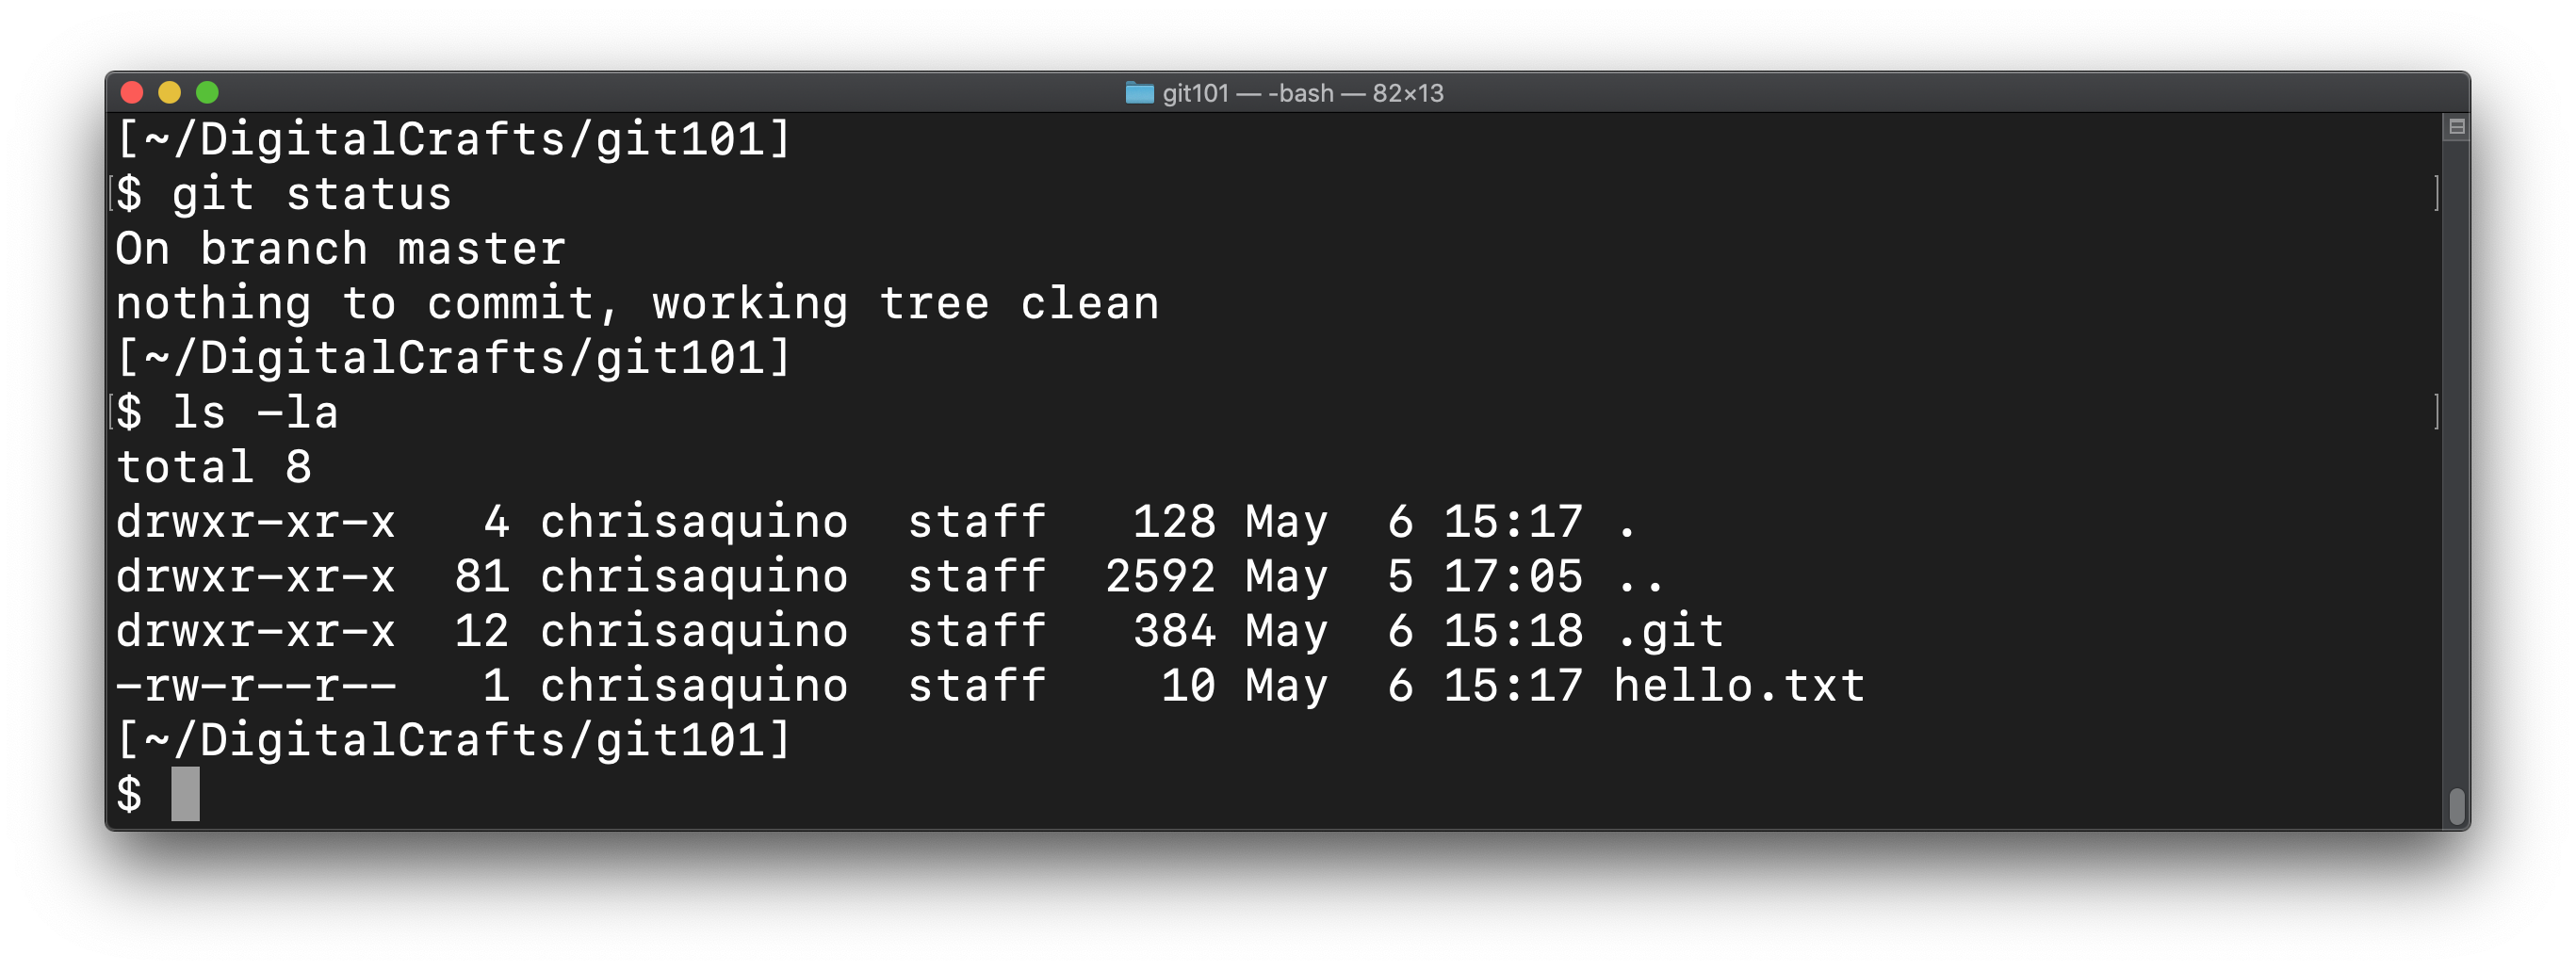 git101 — -bash — 82×13
[~/DigitalCrafts/git101]
[$ git status ]
On branch master
nothing to commit, working tree clean
[~/DigitalCrafts/git101]
[$ ls -la ]
total 8
drwxr-xr-x   4 chrisaquino  staff   128 May  6 15:17 .
drwxr-xr-x  81 chrisaquino  staff  2592 May  5 17:05 ..
drwxr-xr-x  12 chrisaquino  staff   384 May  6 15:18 .git
-rw-r--r--   1 chrisaquino  staff    10 May  6 15:17 hello.txt
[~/DigitalCrafts/git101]
$